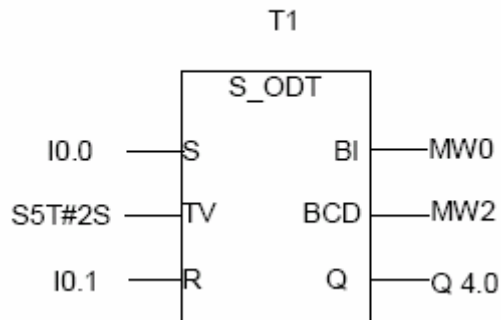 T1
S_ODT
I0.0 S BI MW0
S5T#2S TV BCD MW2
I0.1 R Q Q 4.0